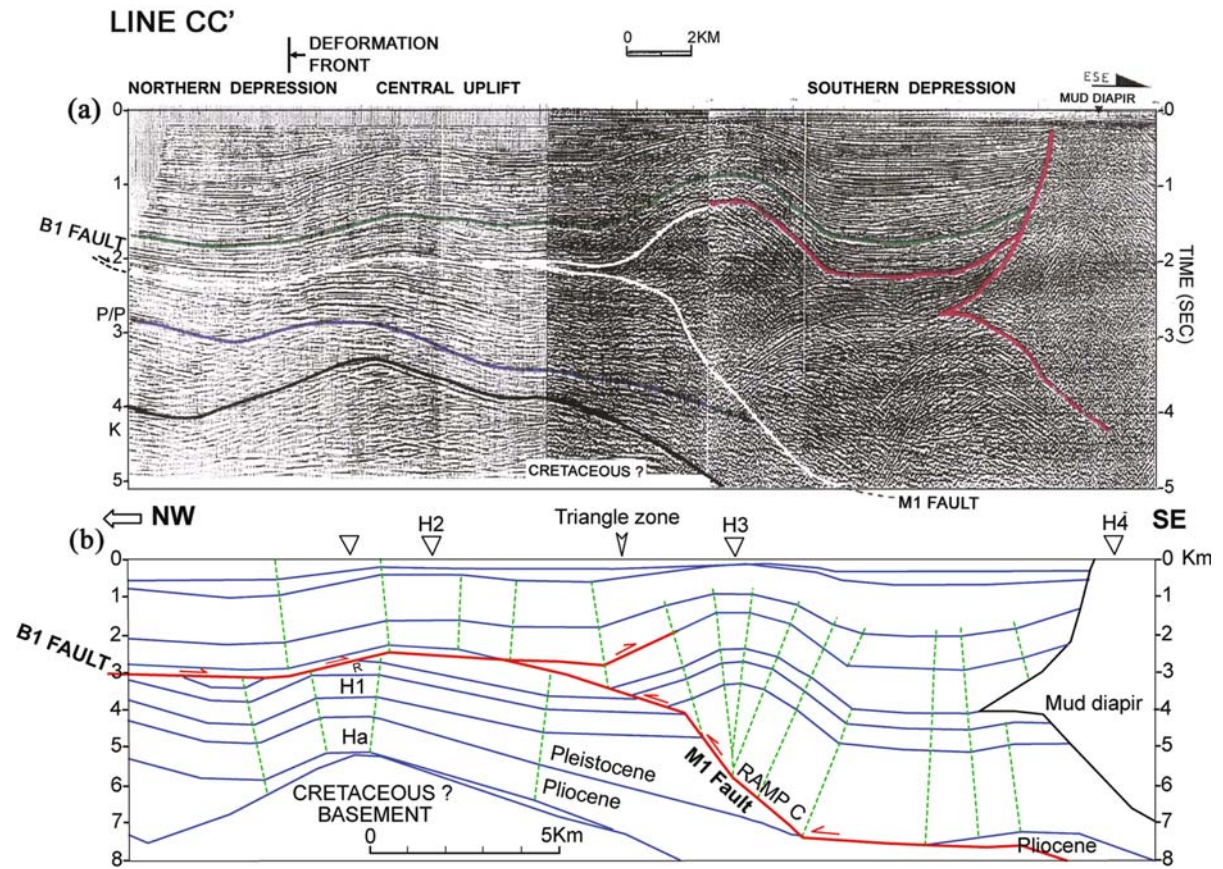 LINE CC'
DEFORMATION
FRONT
0 2KM
NORTHERN DEPRESSION CENTRAL UPLIFT SOUTHERN DEPRESSION
ESE
MUD DIAPIR
(a)
0
1
2
3
4
5
B1 FAULT
P/P
K
0
1
2
3
4
5
TIME (SEC)
CRETACEOUS ?
M1 FAULT
NW
SE
(b)
H2
Triangle zone
H3
H4
0
1
2
3
4
5
6
7
8
0 Km
1
2
3
4
5
6
7
8
B1 FAULT
R
H1
Ha
Pleistocene
Pliocene
CRETACEOUS ?
BASEMENT
0 5Km
M1 Fault
RAMP C
Mud diapir
Pliocene